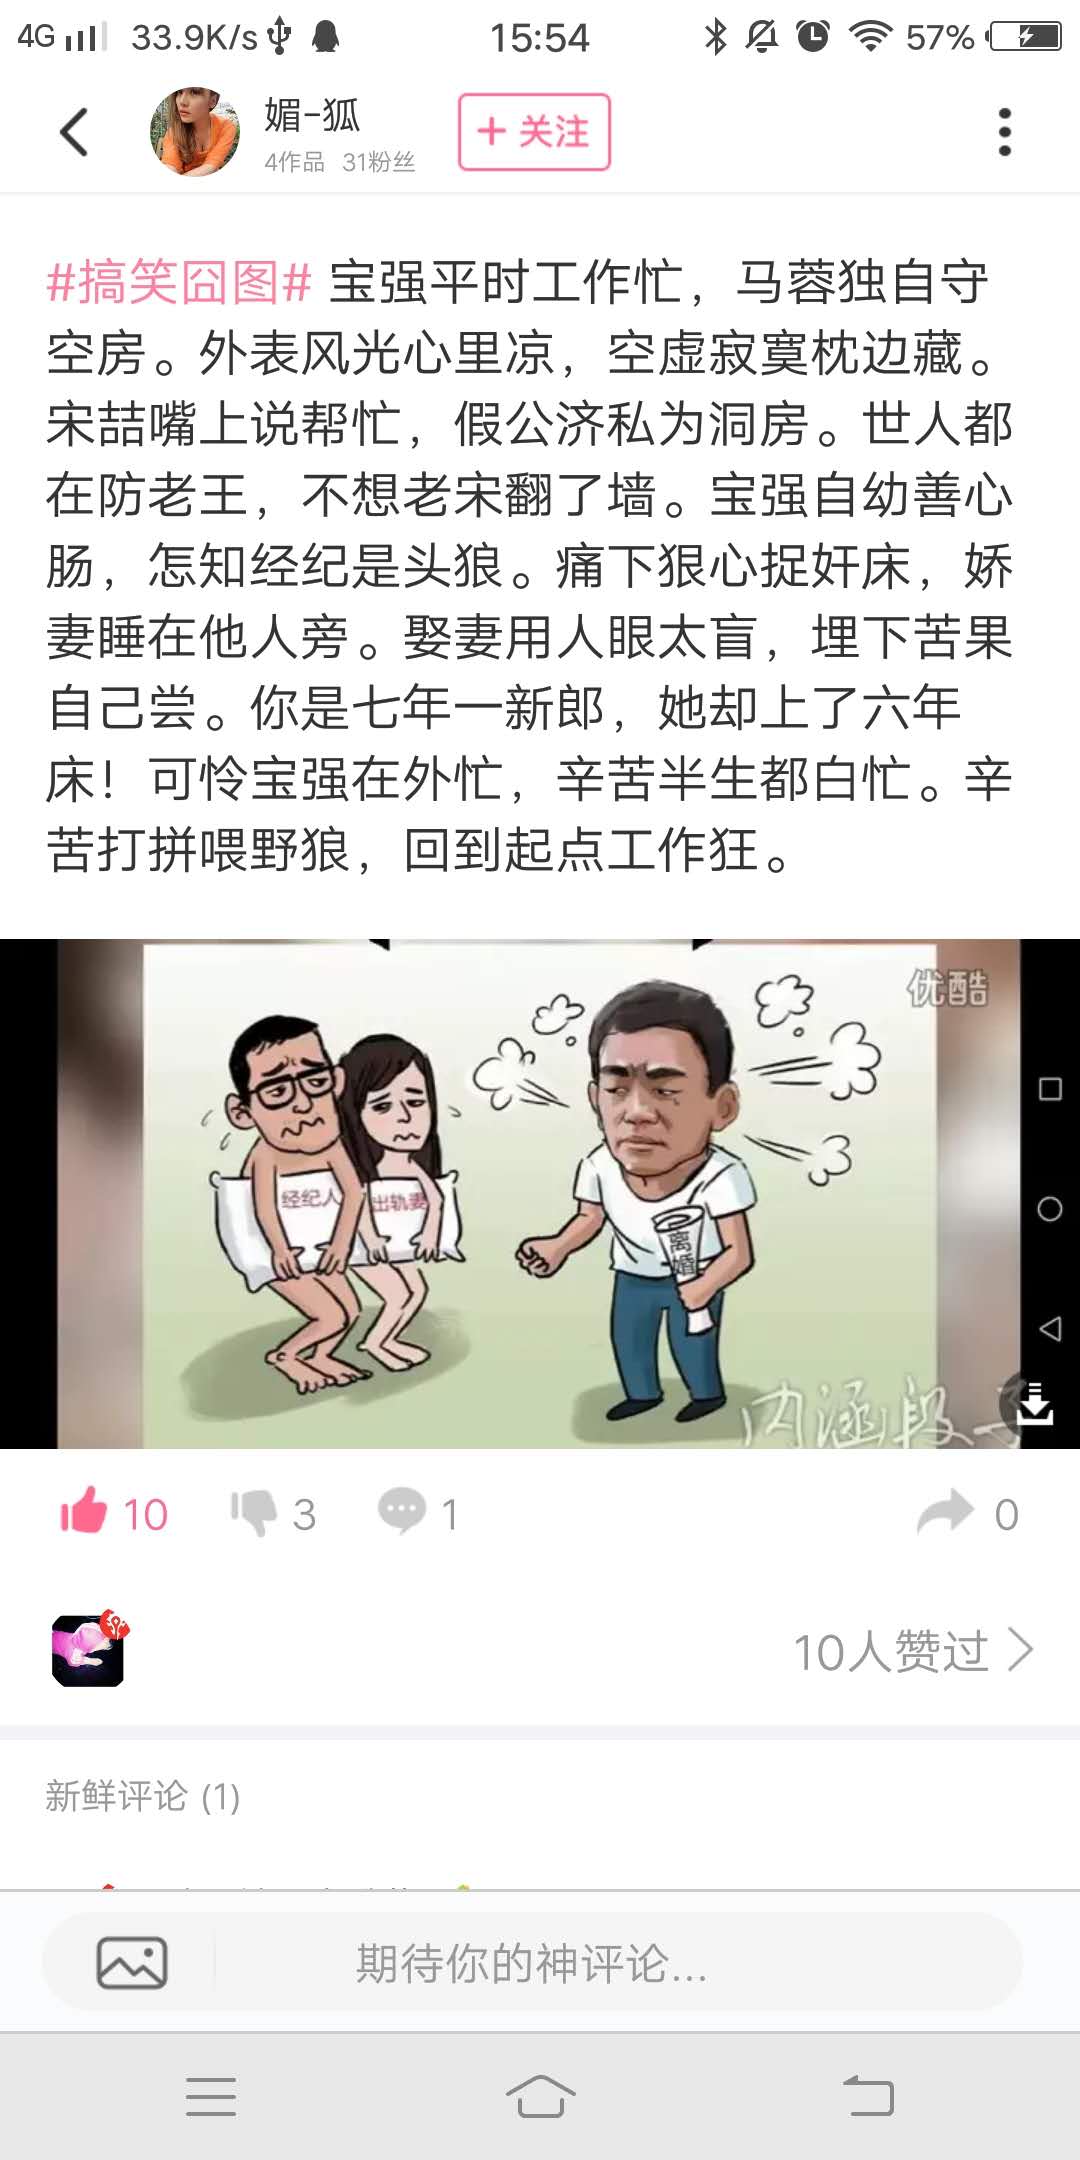 4G 33.9K/s 15:54 57%
媚-狐
4作品 31粉丝
+ 关注
#搞笑囧图# 宝强平时工作忙，马蓉独自守
空房。外表风光心里凉，空虚寂寞枕边藏。
宋喆嘴上说帮忙，假公济私为洞房。世人都
在防老王，不想老宋翻了墙。宝强自幼善心
肠，怎知经纪是头狼。痛下狠心捉奸床，娇
妻睡在他人旁。娶妻用人眼太盲，埋下苦果
自己尝。你是七年一新郎，她却上了六年
床！可怜宝强在外忙，辛苦半生都白忙。辛
苦打拼喂野狼，回到起点工作狂。
优酷
经纪人
出轨妻
离婚
内涵段子
10 3 1 0
10人赞过
新鲜评论 (1)
期待你的神评论...